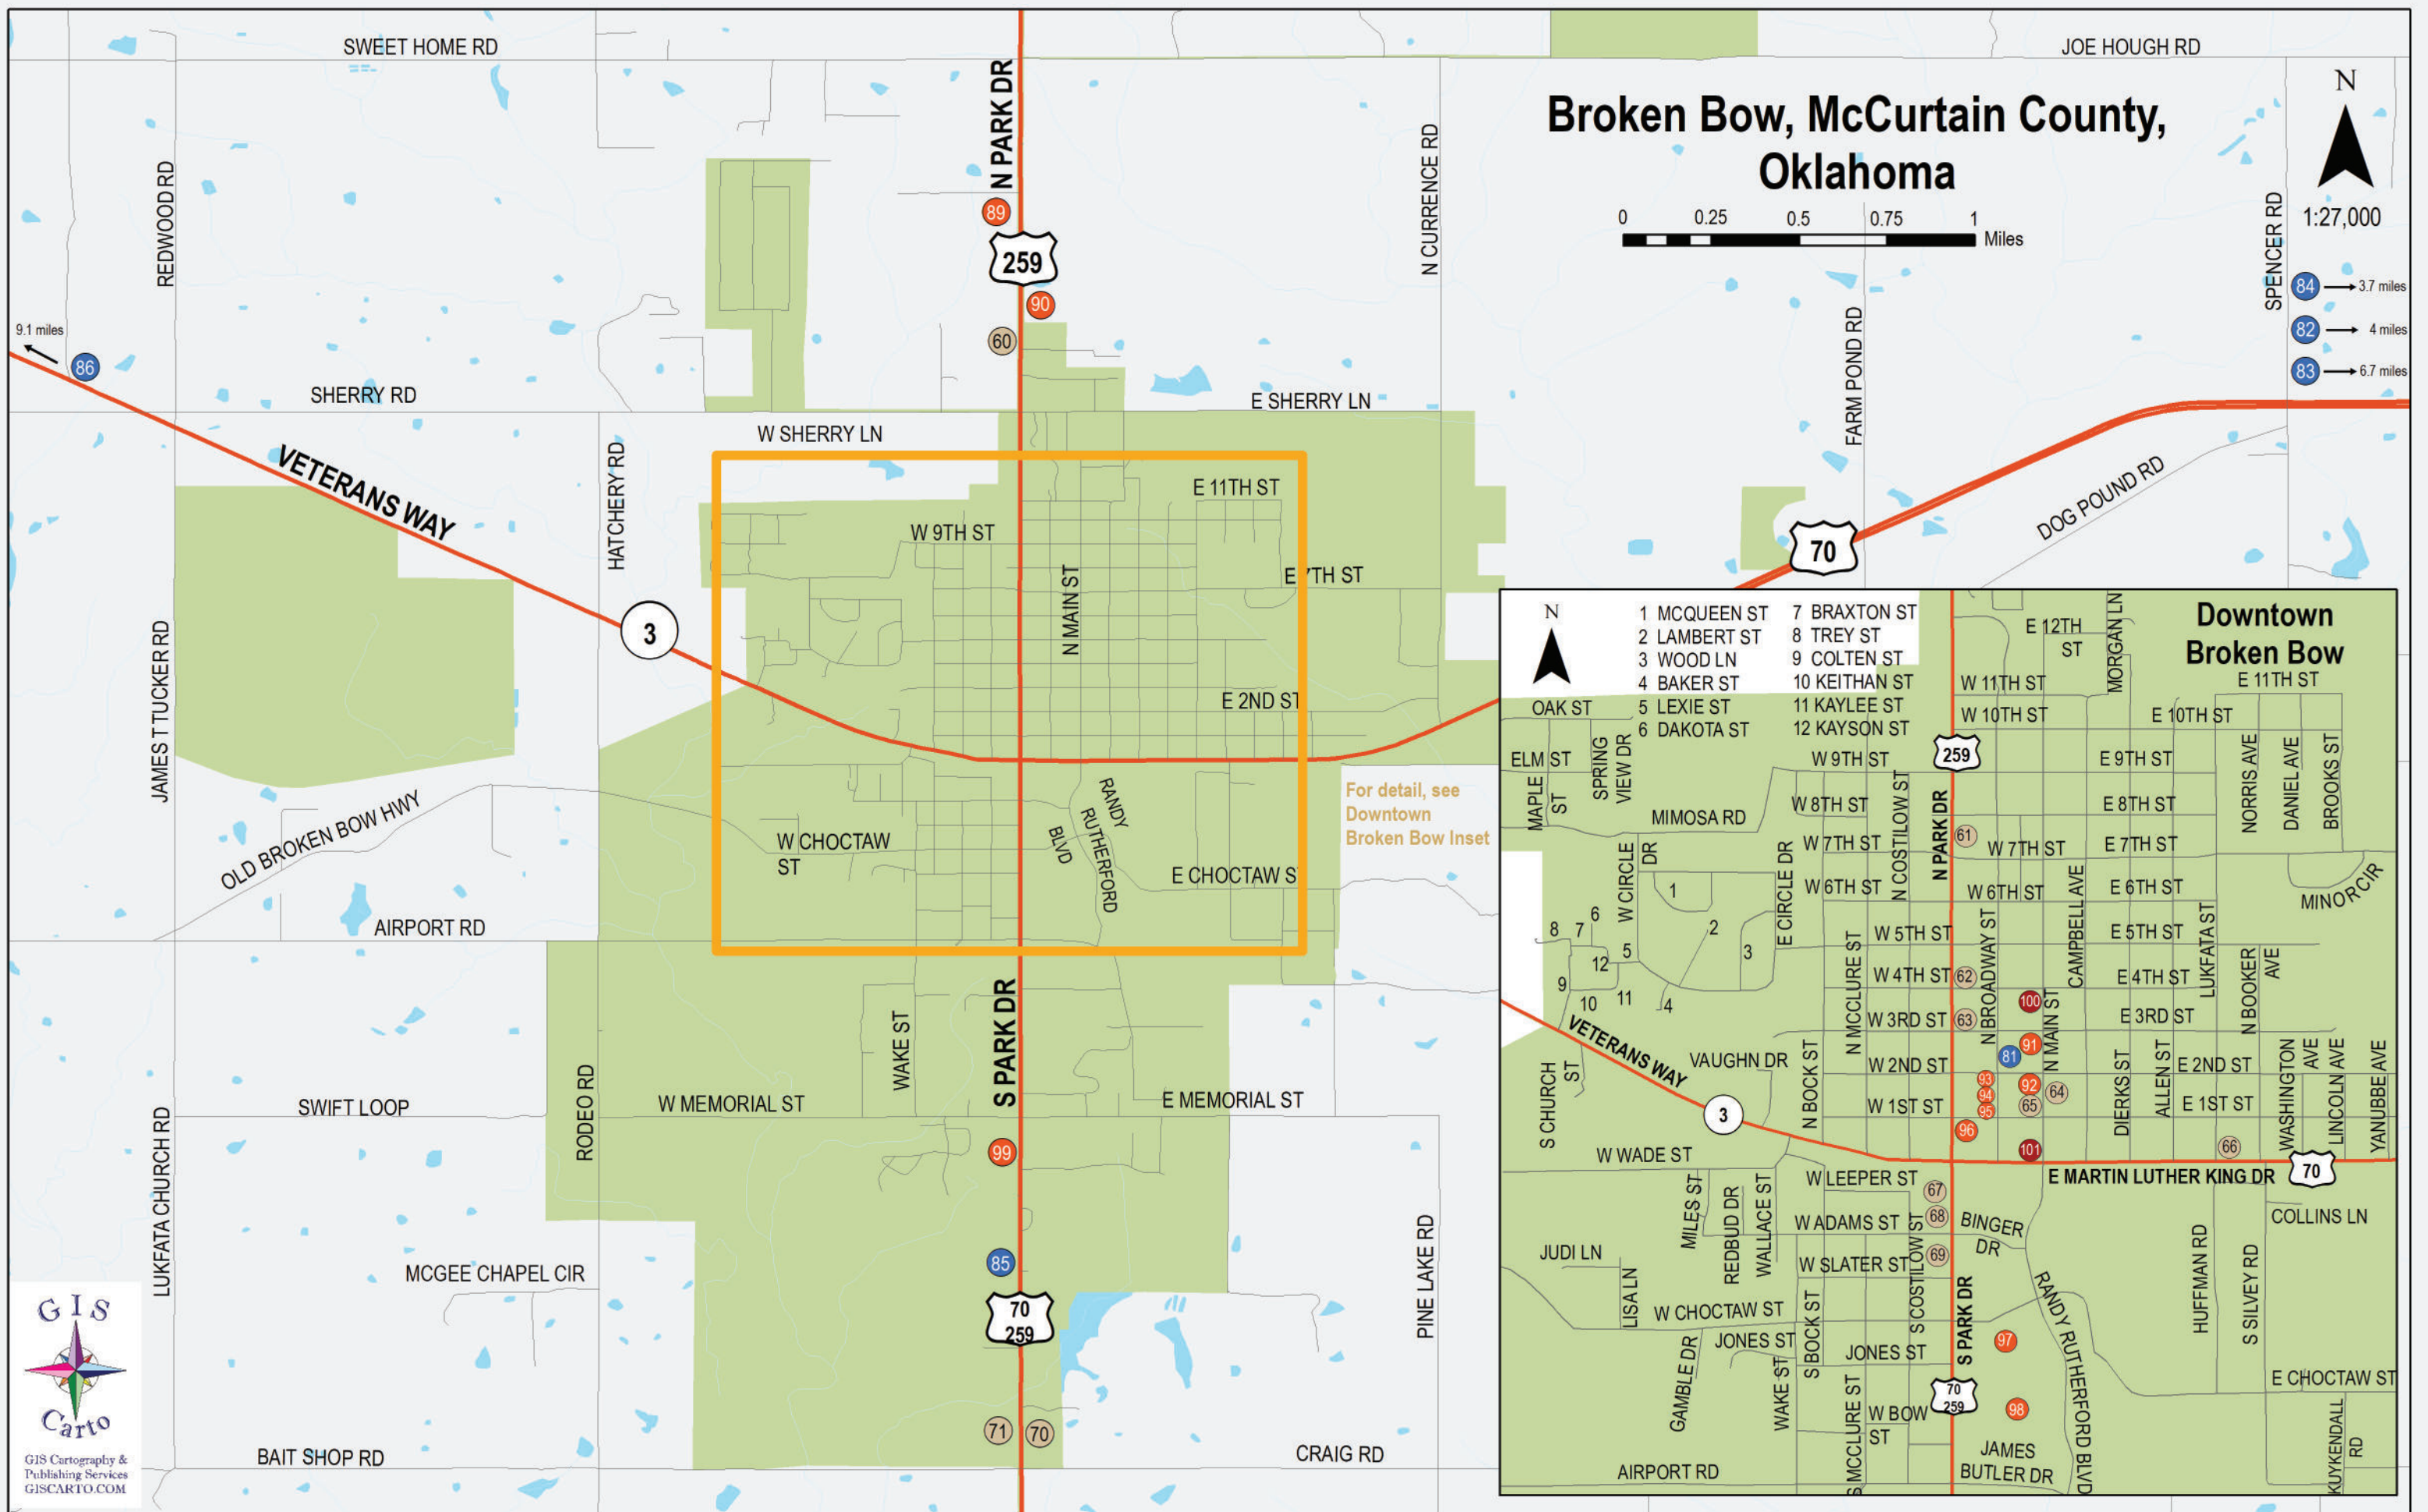 SWEET HOME RD
JOE HOUGH RD
N PARK DR
REDWOOD RD
N CURRENCE RD
Broken Bow, McCurtain County,
Oklahoma
0 0.25 0.5 0.75 1
Miles
N
1:27,000
SPENCER RD
84 3.7 miles
82 4 miles
83 6.7 miles
89
259
90
60
9.1 miles
86
SHERRY RD
E SHERRY LN
W SHERRY LN
FARM POND RD
VETERANS WAY
HATCHERY RD
E 11TH ST
W 9TH ST
N MAIN ST
E 7TH ST
70
DOG POUND RD
3
E 2ND ST
JAMES T TUCKER RD
OLD BROKEN BOW HWY
W CHOCTAW
ST
RANDY
RUTHERFORD
BLVD
E CHOCTAW S
For detail, see
Downtown
Broken Bow Inset
AIRPORT RD
S PARK DR
WAKE ST
RODEO RD
SWIFT LOOP
W MEMORIAL ST
E MEMORIAL ST
LUKFATA CHURCH RD
99
85
MCGEE CHAPEL CIR
70
259
PINE LAKE RD
71
70
BAIT SHOP RD
CRAIG RD
GIS
Carto
GIS Cartography &
Publishing Services
GISCARTO.COM
N
1 MCQUEEN ST
2 LAMBERT ST
3 WOOD LN
4 BAKER ST
5 LEXIE ST
6 DAKOTA ST
7 BRAXTON ST
8 TREY ST
9 COLTEN ST
10 KEITHAN ST
11 KAYLEE ST
12 KAYSON ST
Downtown
Broken Bow
E 12TH
ST
MORGAN LN
W 11TH ST
E 11TH ST
OAK ST
W 10TH ST
E 10TH ST
ELM ST
SPRING
VIEW DR
W 9TH ST
259
E 9TH ST
NORRIS AVE
DANIEL AVE
BROOKS ST
MAPLE
ST
MIMOSA RD
W 8TH ST
N COSTILOW ST
N PARK DR
E 8TH ST
61
W CIRCLE
DR
W 7TH ST
W 7TH ST
E 7TH ST
1
E CIRCLE DR
W 6TH ST
W 6TH ST
CAMPBELL AVE
E 6TH ST
MINOR CIR
6
8
7
2
5
3
12
9
10
11
4
N MCCLURE ST
W 5TH ST
N BROADWAY ST
E 5TH ST
LUKFATA ST
W 4TH ST
62
E 4TH ST
N BOOKER
AVE
100
W 3RD ST
63
N MAIN ST
E 3RD ST
91
81
VETERANS WAY
VAUGHN DR
N BOCK ST
W 2ND ST
E 2ND ST
S CHURCH
ST
93
94
95
92
64
65
DIERKS ST
ALLEN ST
WASHINGTON
AVE
LINCOLN AVE
YANUBBE AVE
3
W 1ST ST
E 1ST ST
96
101
66
W WADE ST
E MARTIN LUTHER KING DR
70
MILES ST
REDBUD DR
WALLACE ST
W LEEPER ST
67
W ADAMS ST
68
BINGER
DR
COLLINS LN
JUDI LN
LISA LN
W SLATER ST
S COSTILOW ST
69
HUFFMAN RD
S SILVEY RD
W CHOCTAW ST
S BOCK ST
S PARK DR
RANDY RUTHERFORD BLVD
GAMBLE DR
JONES ST
JONES ST
97
WAKE ST
E CHOCTAW ST
70
259
S MCCLURE ST
W BOW
ST
98
KUYKENDALL
RD
AIRPORT RD
JAMES
BUTLER DR